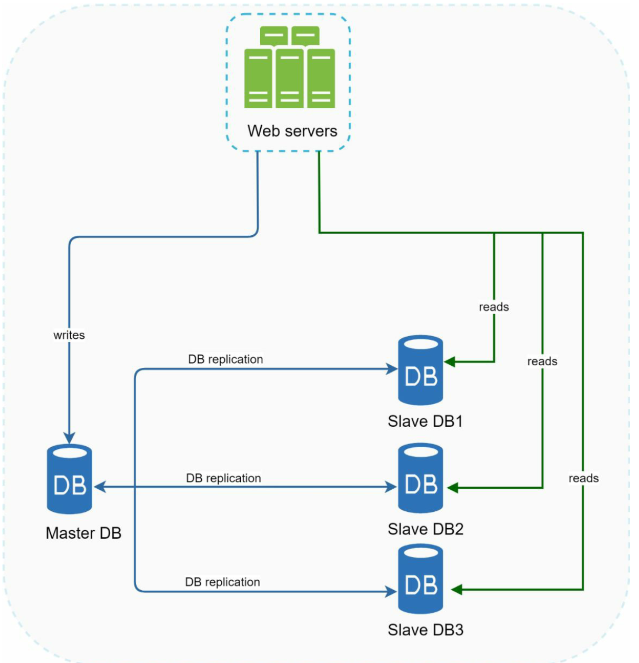 Web servers
writes
reads
reads
reads
DB replication
DB
Slave DB1
DB
Master DB
DB replication
DB
Slave DB2
DB replication
DB
Slave DB3